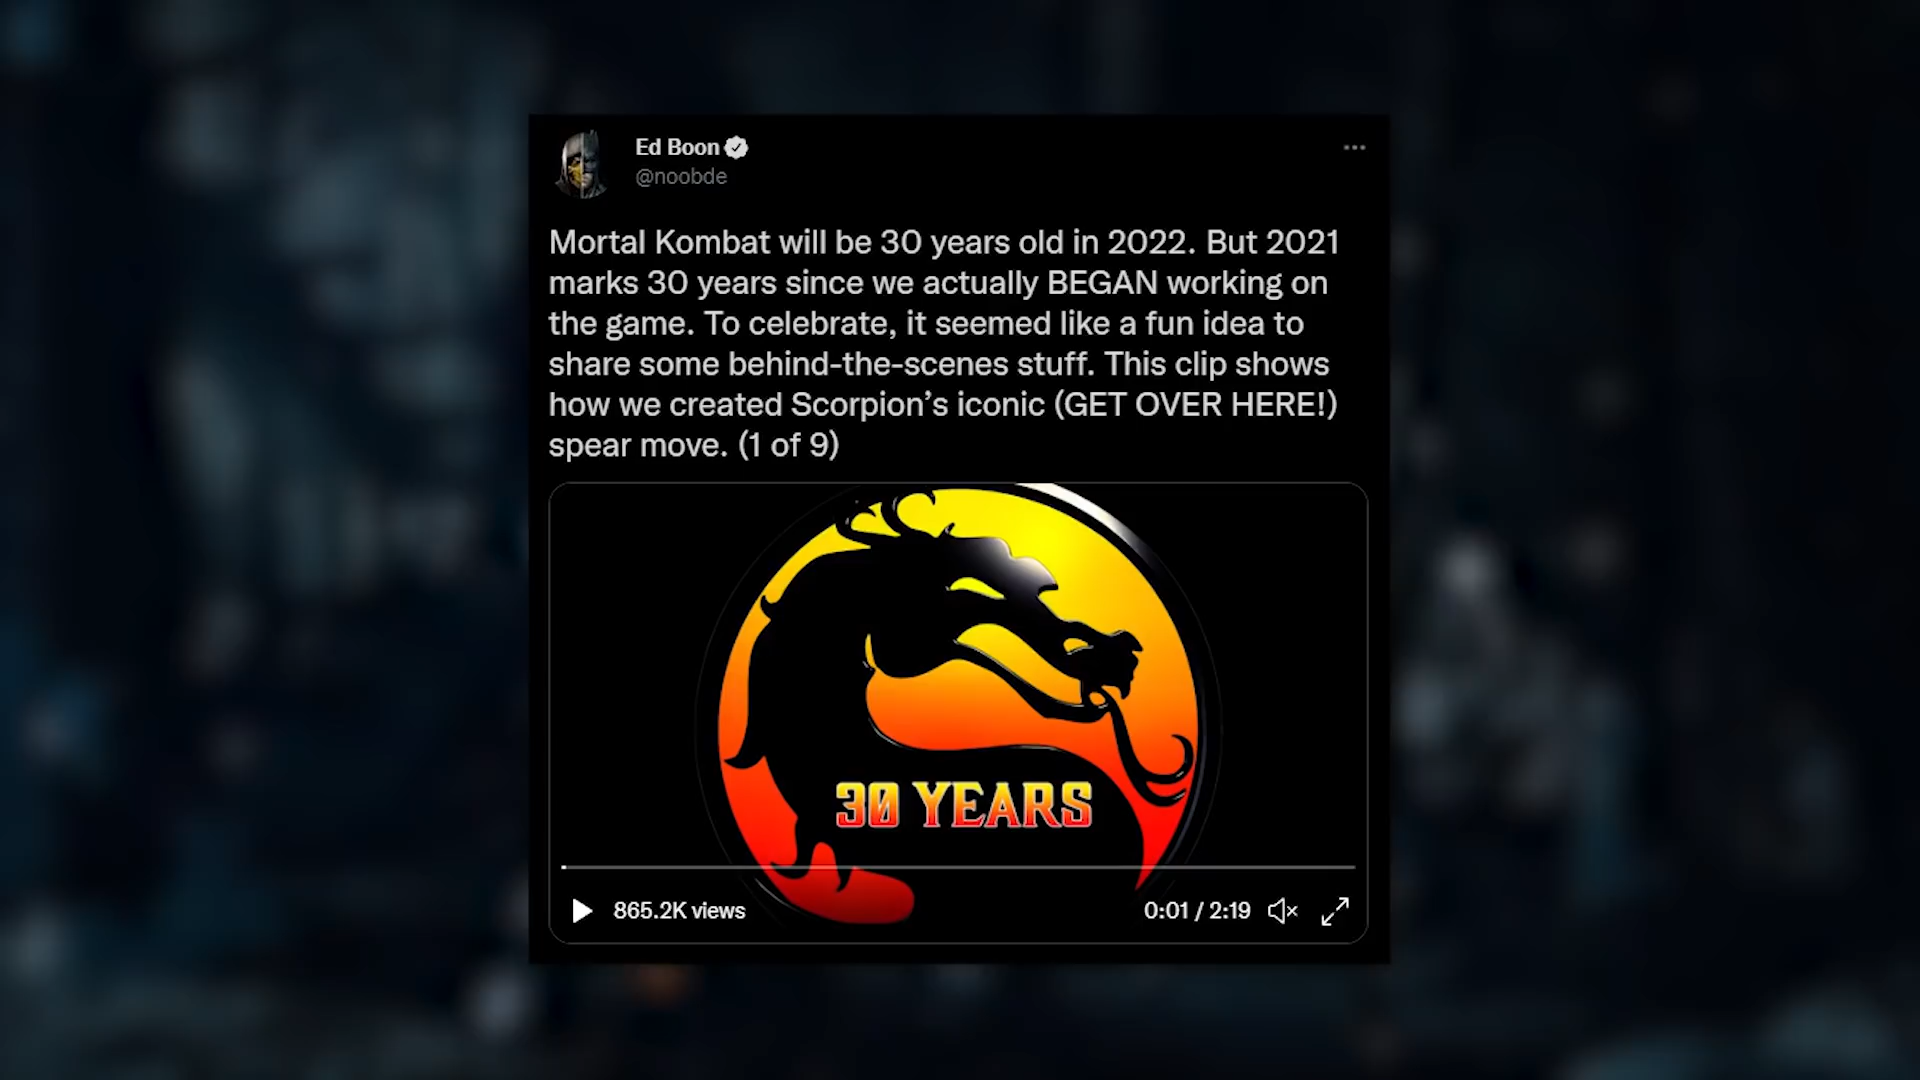 Ed Boon
@noobde
Mortal Kombat will be 30 years old in 2022. But 2021
marks 30 years since we actually BEGAN working on
the game. To celebrate, it seemed like a fun idea to
share some behind-the-scenes stuff. This clip shows
how we created Scorpion’s iconic (GET OVER HERE!)
spear move. (1 of 9)
30 YEARS
865.2K views
0:01 / 2:19